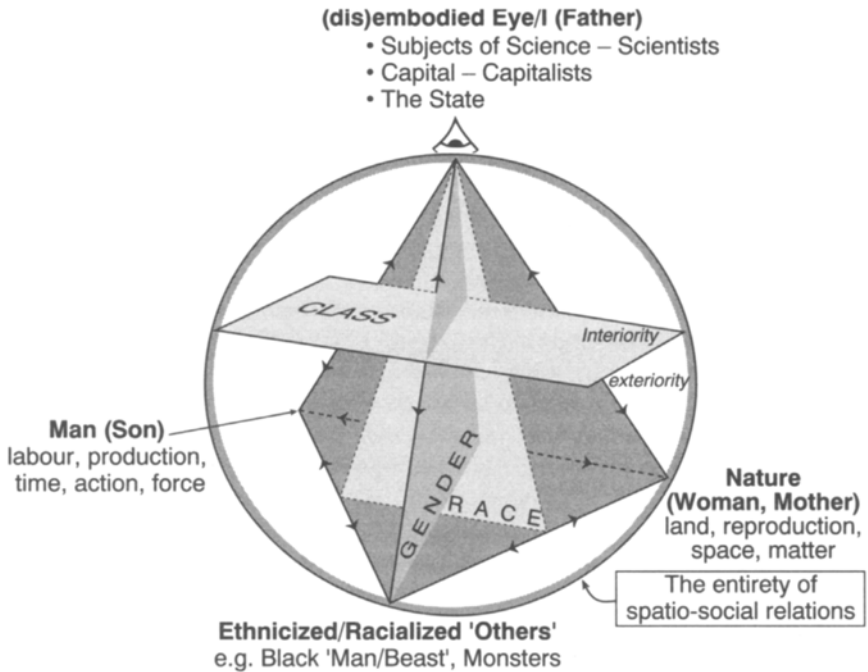 (dis)embodied Eye/I (Father)
• Subjects of Science – Scientists
• Capital – Capitalists
• The State
CLASS
Interiority
exteriority
Man (Son)
labour, production,
time, action, force
GENDER
RACE
Nature
(Woman, Mother)
land, reproduction,
space, matter
The entirety of
spatio-social relations
Ethnicized/Racialized 'Others'
e.g. Black 'Man/Beast', Monsters